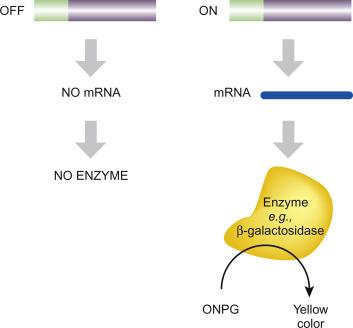 OFF
NO mRNA
NO ENZYME
ON
mRNA
Enzyme
e.g.,
β-galactosidase
ONPG
Yellow
color